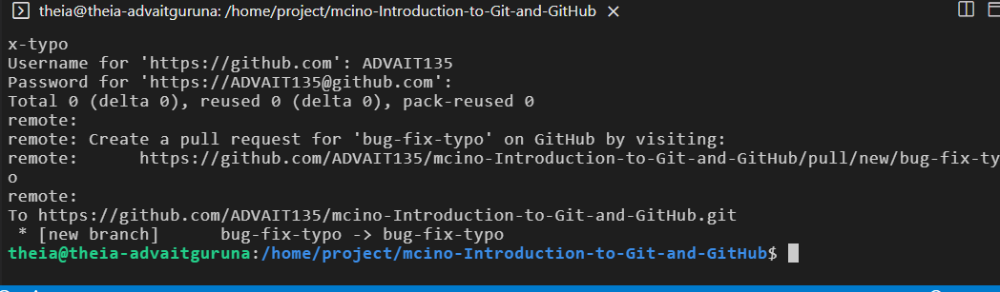 theia@theia-advaitguruna: /home/project/mcino-Introduction-to-Git-and-GitHub ×
x-typo
Username for 'https://github.com': ADVAIT135
Password for 'https://ADVAIT135@github.com':
Total 0 (delta 0), reused 0 (delta 0), pack-reused 0
remote:
remote: Create a pull request for 'bug-fix-typo' on GitHub by visiting:
remote:      https://github.com/ADVAIT135/mcino-Introduction-to-Git-and-GitHub/pull/new/bug-fix-typ
o
remote:
To https://github.com/ADVAIT135/mcino-Introduction-to-Git-and-GitHub.git
 * [new branch]      bug-fix-typo -> bug-fix-typo
theia@theia-advaitguruna:/home/project/mcino-Introduction-to-Git-and-GitHub$